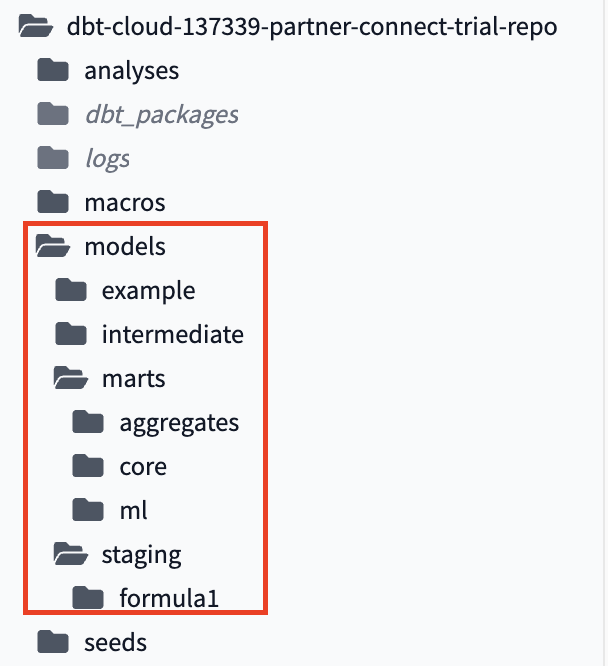 dbt-cloud-137339-partner-connect-trial-repo
analyses
dbt_packages
logs
macros
models
example
intermediate
marts
aggregates
core
ml
staging
formula1
seeds